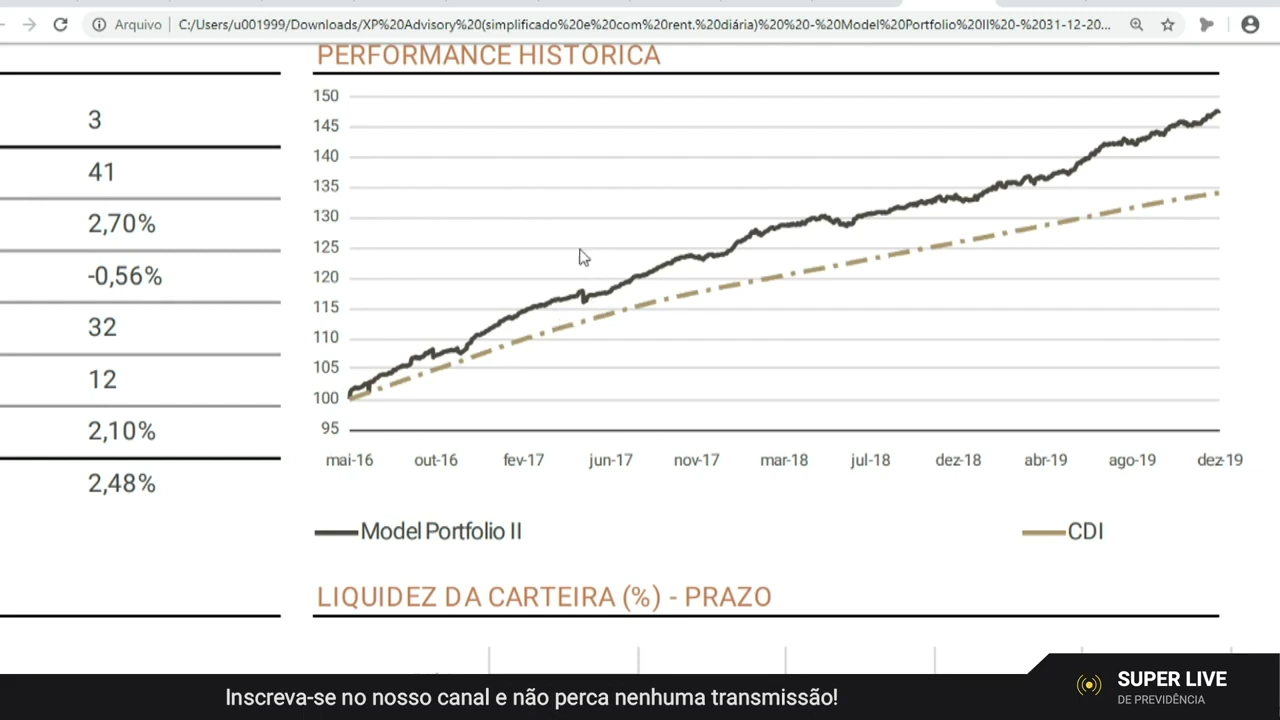 Arquivo
C:/Users/u001999/Downloads/XP%20Advisory%20(simplificado%20e%20com%20rent.%20diária)%20%20-%20Model%20Portfolio%20II%20-%2031-12-20...
PERFORMANCE HISTÓRICA
3
41
2,70%
-0,56%
32
12
2,10%
2,48%
150
145
140
135
130
125
120
115
110
105
100
95
mai-16 out-16 fev-17 jun-17 nov-17 mar-18 jul-18 dez-18 abr-19 ago-19 dez-19
Model Portfolio II CDI
LIQUIDEZ DA CARTEIRA (%) - PRAZO
Inscreva-se no nosso canal e não perca nenhuma transmissão!
SUPER LIVE
DE PREVIDÊNCIA